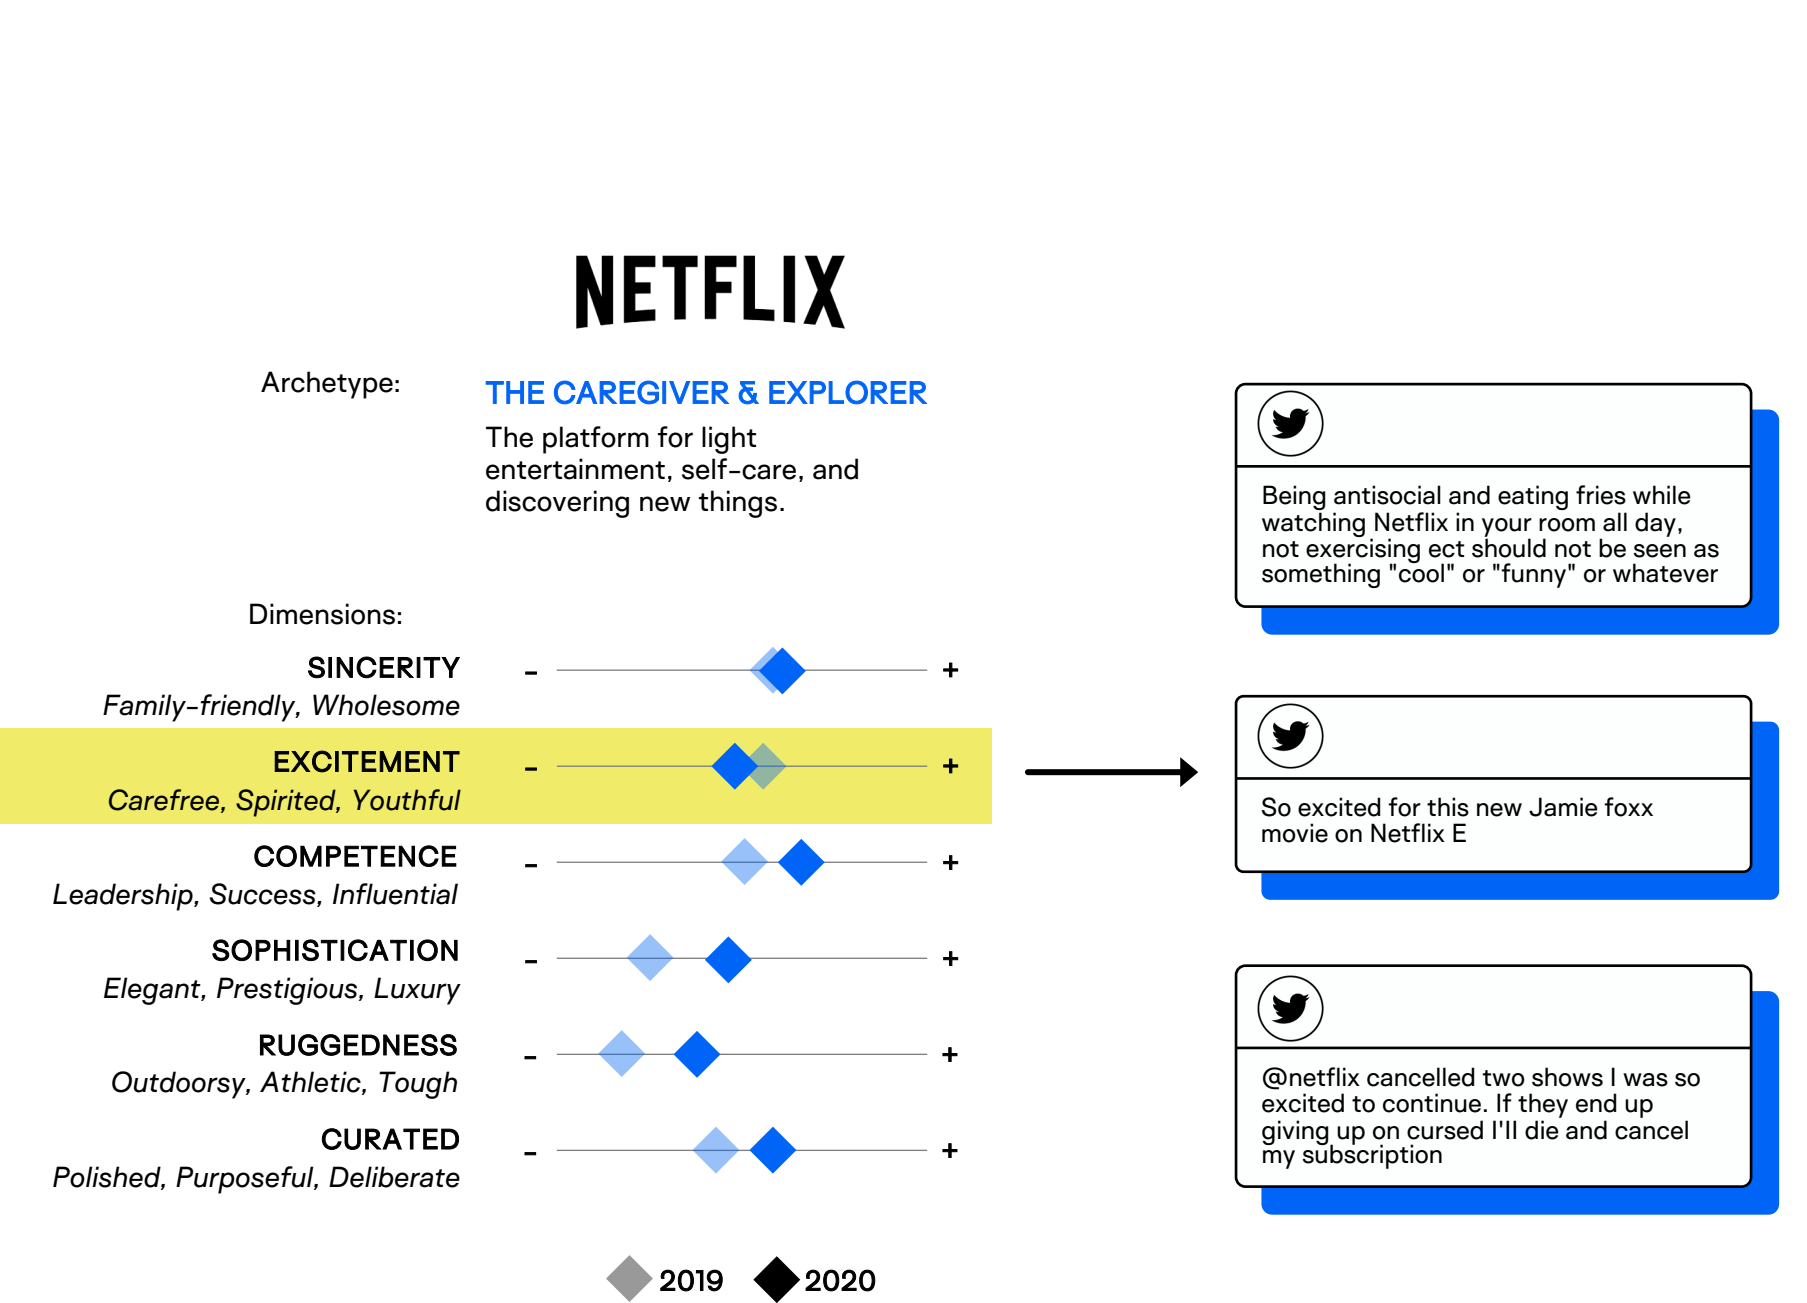 NETFLIX
Archetype:
THE CAREGIVER & EXPLORER
The platform for light
entertainment, self-care, and
discovering new things.
Dimensions:
SINCERITY
- +
Family-friendly, Wholesome
EXCITEMENT
- +
Carefree, Spirited, Youthful
COMPETENCE
- +
Leadership, Success, Influential
SOPHISTICATION
- +
Elegant, Prestigious, Luxury
RUGGEDNESS
- +
Outdoorsy, Athletic, Tough
CURATED
- +
Polished, Purposeful, Deliberate
2019 2020
Being antisocial and eating fries while
watching Netflix in your room all day,
not exercising ect should not be seen as
something "cool" or "funny" or whatever
So excited for this new Jamie foxx
movie on Netflix E
@netflix cancelled two shows I was so
excited to continue. If they end up
giving up on cursed I'll die and cancel
my subscription